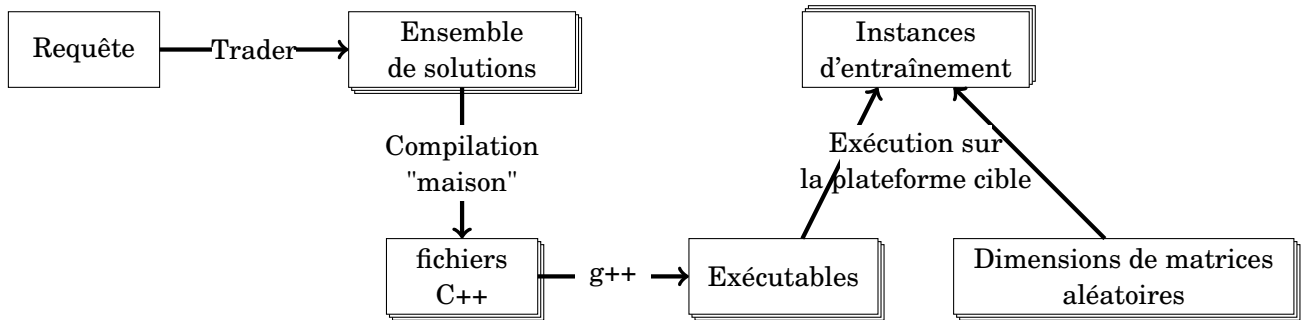 Requête
Trader
Ensemble
de solutions
Instances
d'entraînement
Compilation
"maison"
Exécution sur
la plateforme cible
fichiers
C++
g++
Exécutables
Dimensions de matrices
aléatoires